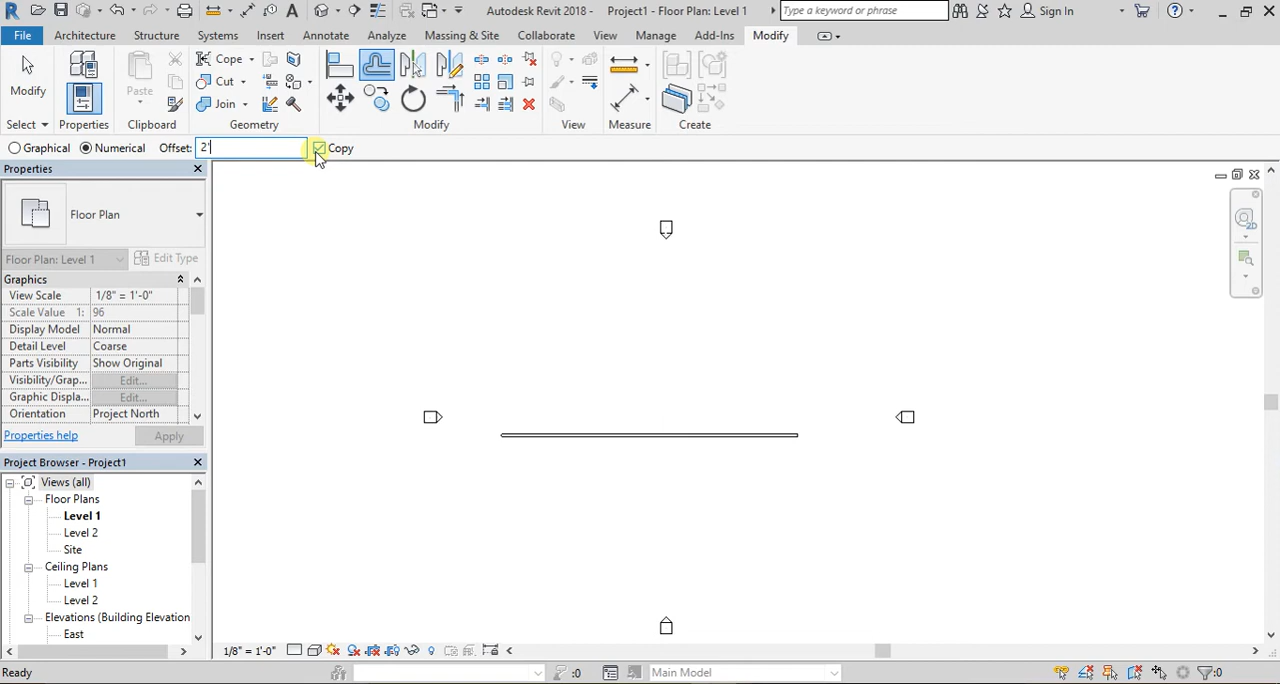 Autodesk Revit 2018 - Project1 - Floor Plan: Level 1
Type a keyword or phrase
Sign In
File Architecture Structure Systems Insert Annotate Analyze Massing & Site Collaborate View Manage Add-Ins Modify
Modify
Paste
Cope
Cut
Join
Select Properties Clipboard Geometry Modify View Measure Create
Graphical Numerical Offset: 2' Copy
Properties
Floor Plan
Floor Plan: Level 1 Edit Type
Graphics
View Scale 1/8" = 1'-0"
Scale Value 1: 96
Display Model Normal
Detail Level Coarse
Parts Visibility Show Original
Visibility/Grap... Edit...
Graphic Displa... Edit...
Orientation Project North
Properties help Apply
Project Browser - Project1
Views (all)
Floor Plans
Level 1
Level 2
Site
Ceiling Plans
Level 1
Level 2
Elevations (Building Elevation
East
1/8" = 1'-0"
Ready
:0
Main Model
:0
2D